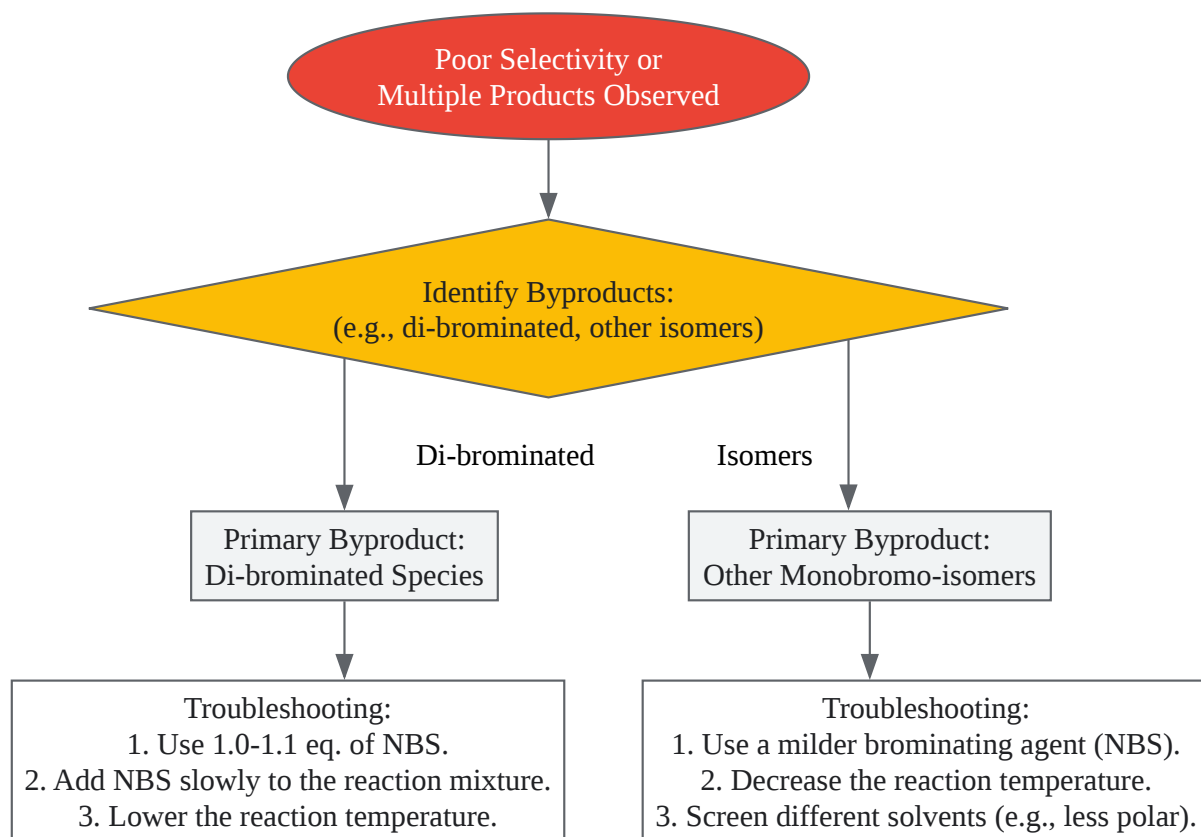 Poor Selectivity or
Multiple Products Observed
Identify Byproducts:
(e.g., di-brominated, other isomers)
Di-brominated
Isomers
Primary Byproduct:
Di-brominated Species
Primary Byproduct:
Other Monobromo-isomers
Troubleshooting:
1. Use 1.0-1.1 eq. of NBS.
2. Add NBS slowly to the reaction mixture.
3. Lower the reaction temperature.
Troubleshooting:
1. Use a milder brominating agent (NBS).
2. Decrease the reaction temperature.
3. Screen different solvents (e.g., less polar).